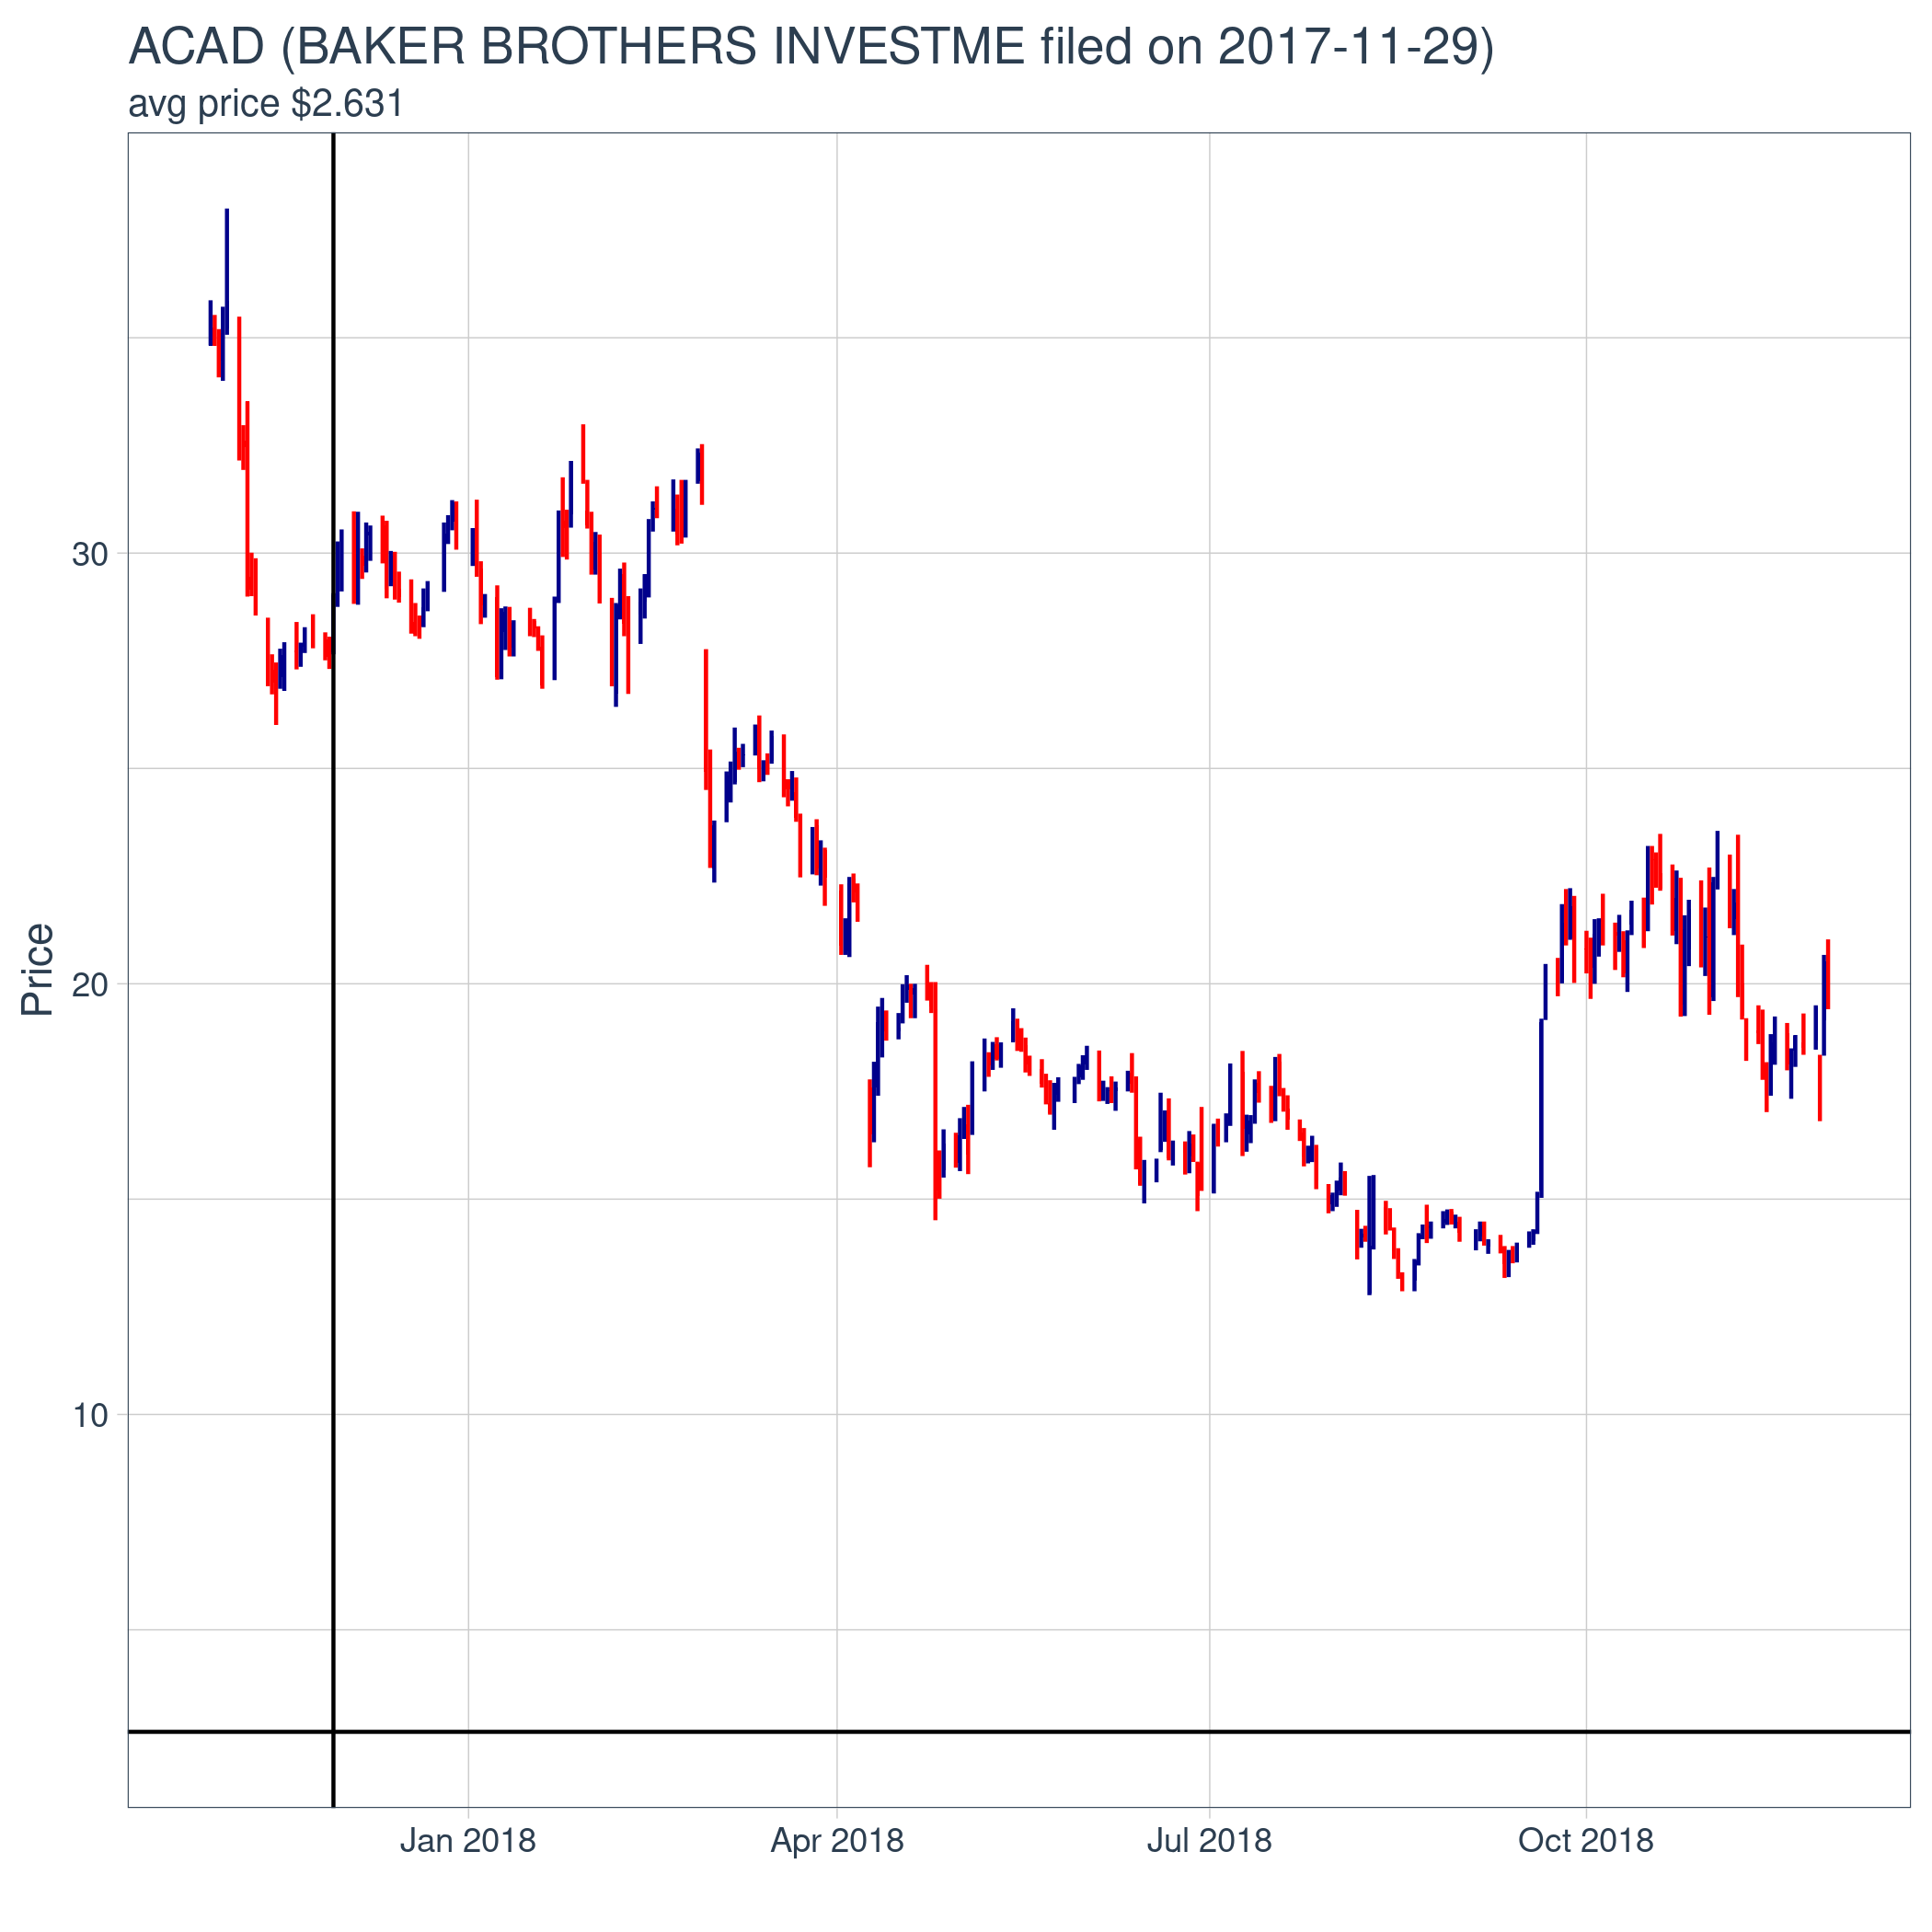 ACAD (BAKER BROTHERS INVESTME filed on 2017-11-29)
avg price $2.631
Price
30
20
10
Jan 2018
Apr 2018
Jul 2018
Oct 2018